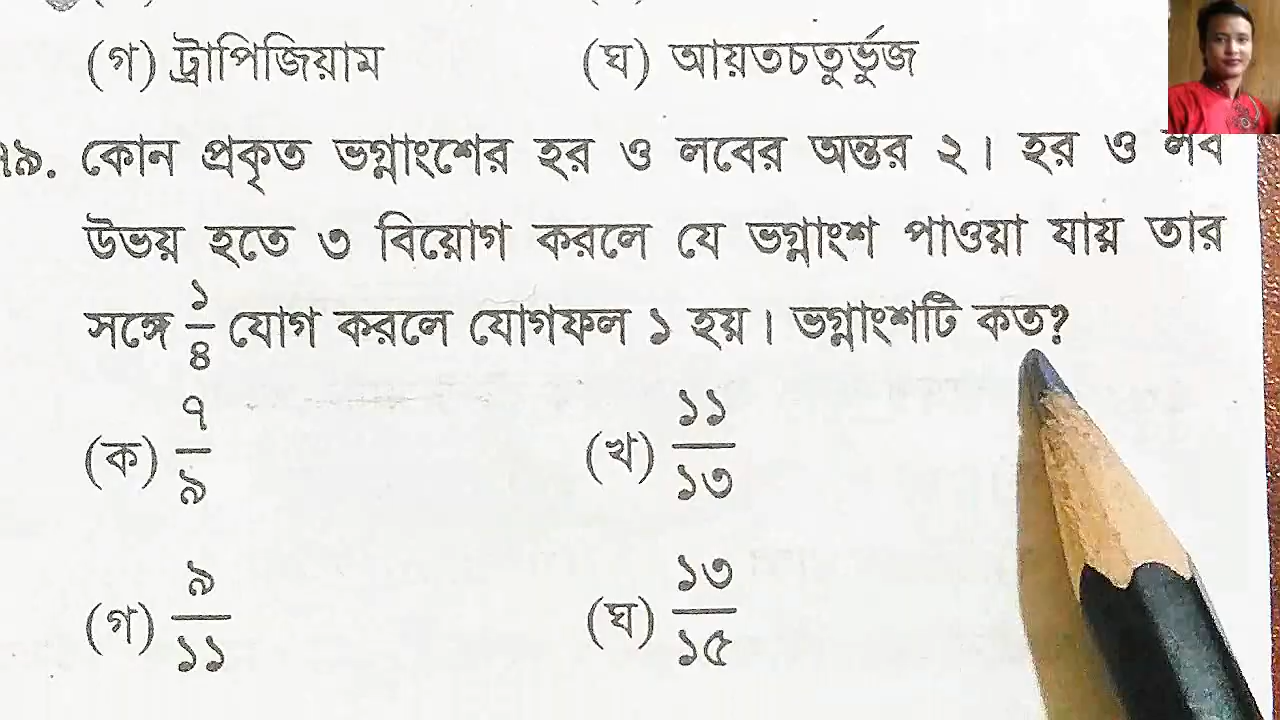 (গ) ট্রাপিজিয়াম (ঘ) আয়তচতুর্ভুজ
৭৯. কোন প্রকৃত ভগ্নাংশের হর ও লবের অন্তর ২। হর ও লব
উভয় হতে ৩ বিয়োগ করলে যে ভগ্নাংশ পাওয়া যায় তার
সঙ্গে ১/৪ যোগ করলে যোগফল ১ হয়। ভগ্নাংশটি কত?
(ক) ৭/৯ (খ) ১১/১৩
(গ) ৯/১১ (ঘ) ১৩/১৫